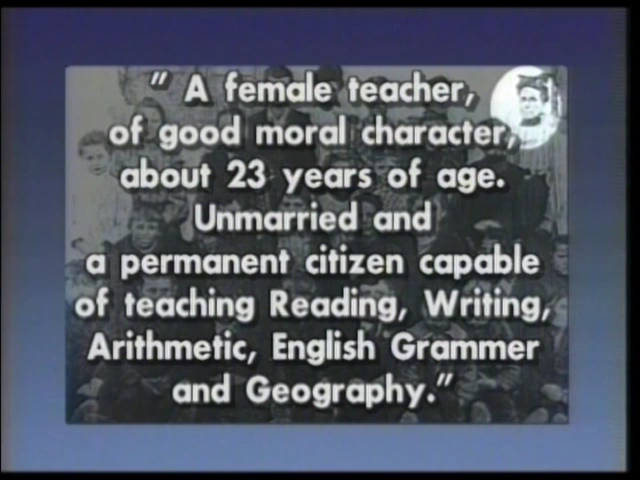 " A female teacher,
of good moral character,
about 23 years of age.
Unmarried and
a permanent citizen capable
of teaching Reading, Writing,
Arithmetic, English Grammer
and Geography."